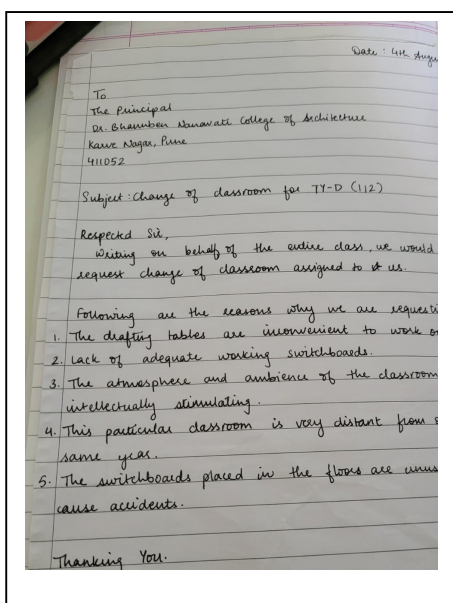 Date : 4th Augu
To
The Principal
Dr. Bhanuben Nanavati College of Architecture
Karve Nagar, Pune
411052
Subject : Change of classroom for TY-D (112)
Respected Sir,
Writing on behalf of the entire class, we would
request change of classroom assigned to us.
Following are the reasons why we are requesti
1. The drafting tables are inconvenient to work on
2. Lack of adequate working switchboards.
3. The atmosphere and ambience of the classroom
intellectually stimulating.
4. This particular classroom is very distant from
same year.
5. The switchboards placed in the floors are unus
cause accidents.
Thanking You.